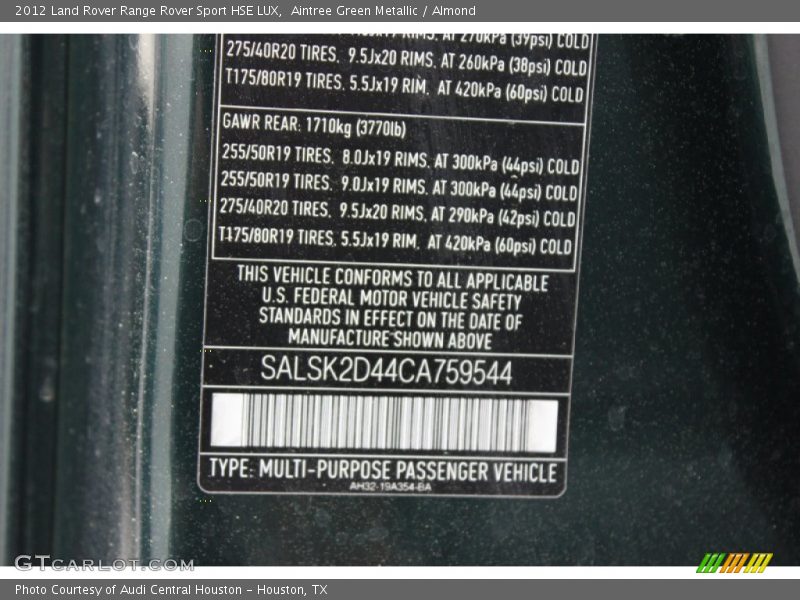 2012 Land Rover Range Rover Sport HSE LUX,  Aintree Green Metallic / Almond
RIMS, AT 270kPa (39psi) COLD
275/40R20 TIRES. 9.5Jx20 RIMS, AT 260kPa (38psi) COLD
T175/80R19 TIRES. 5.5Jx19 RIM, AT 420kPa (60psi) COLD
GAWR REAR: 1710kg (3770lb)
255/50R19 TIRES. 8.0Jx19 RIMS, AT 300kPa (44psi) COLD
255/50R19 TIRES. 9.0Jx19 RIMS, AT 300kPa (44psi) COLD
275/40R20 TIRES. 9.5Jx20 RIMS, AT 290kPa (42psi) COLD
T175/80R19 TIRES. 5.5Jx19 RIM, AT 420kPa (60psi) COLD
THIS VEHICLE CONFORMS TO ALL APPLICABLE
U.S. FEDERAL MOTOR VEHICLE SAFETY
STANDARDS IN EFFECT ON THE DATE OF
MANUFACTURE SHOWN ABOVE
SALSK2D44CA759544
TYPE: MULTI-PURPOSE PASSENGER VEHICLE
AH32-19A354-BA
GTcarlot.com
Photo Courtesy of Audi Central Houston - Houston, TX